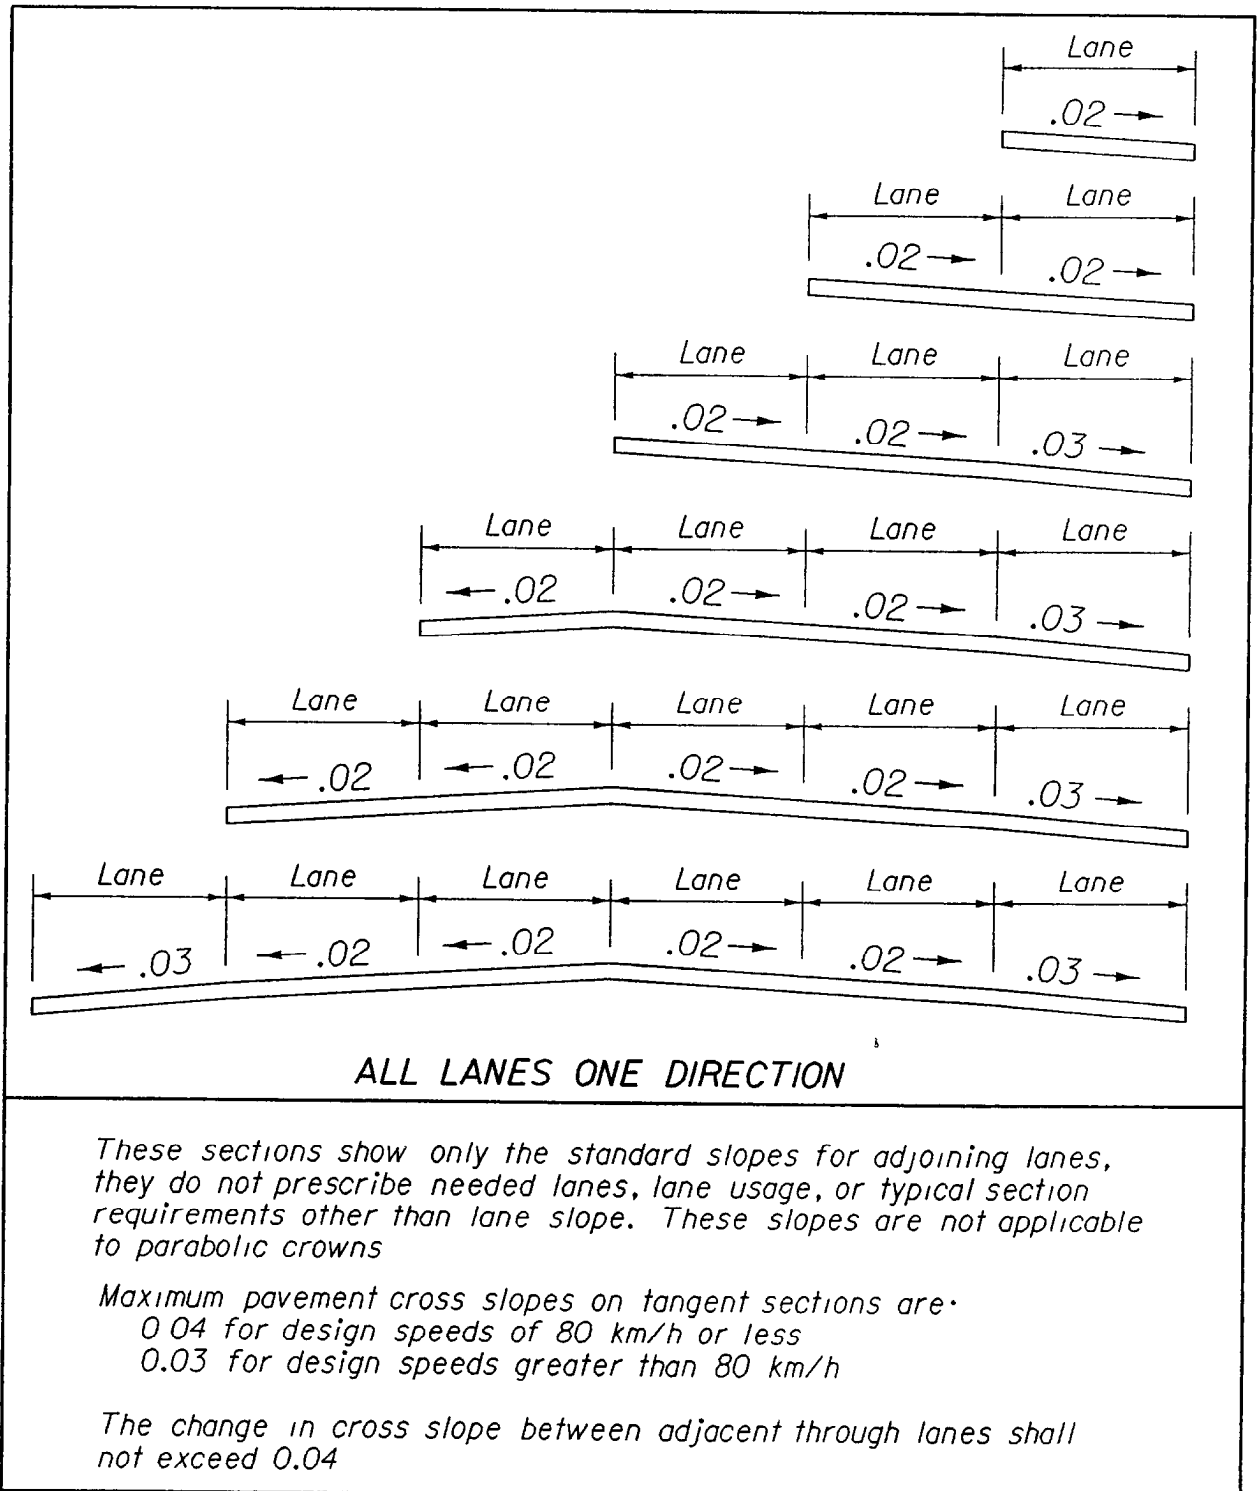 Lane
.02
Lane Lane
.02 .02
Lane Lane Lane
.02 .02 .03
Lane Lane Lane Lane
.02 .02 .02 .03
Lane Lane Lane Lane Lane
.02 .02 .02 .02 .03
Lane Lane Lane Lane Lane Lane
.03 .02 .02 .02 .02 .03
ALL LANES ONE DIRECTION
These sections show only the standard slopes for adjoining lanes,
they do not prescribe needed lanes, lane usage, or typical section
requirements other than lane slope. These slopes are not applicable
to parabolic crowns
Maximum pavement cross slopes on tangent sections are·
0 04 for design speeds of 80 km/h or less
0.03 for design speeds greater than 80 km/h
The change in cross slope between adjacent through lanes shall
not exceed 0.04